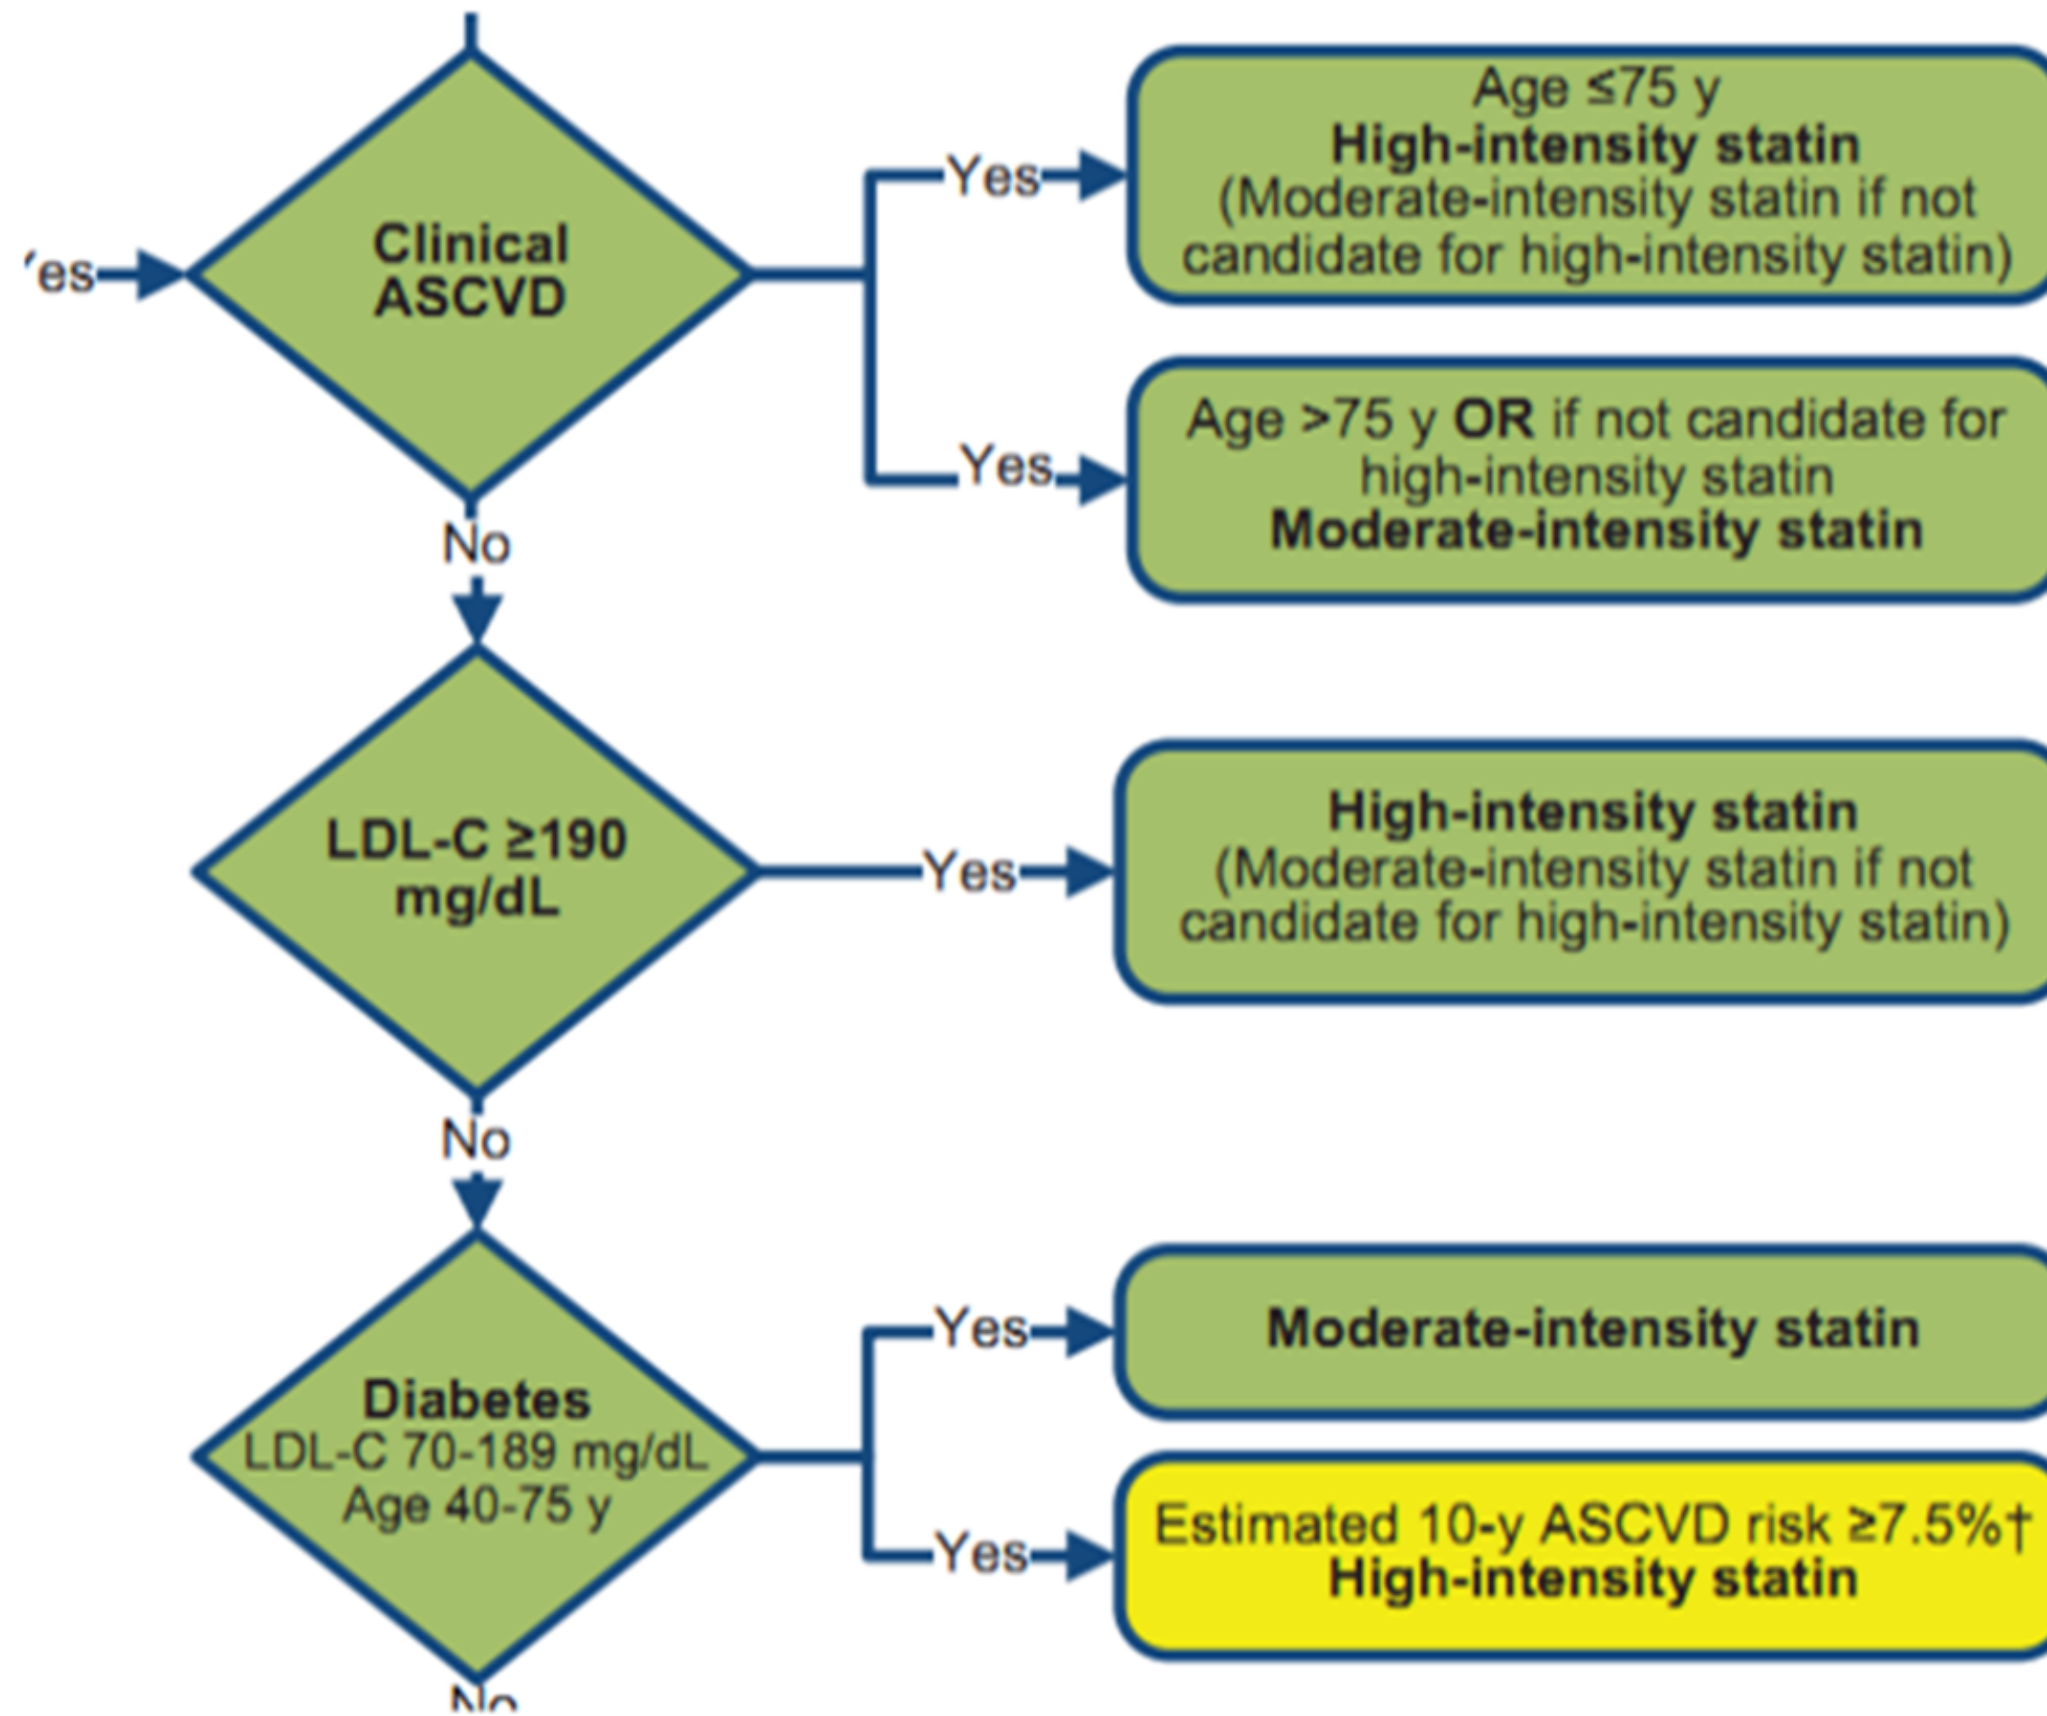 Yes
Clinical
ASCVD
Yes
Age ≤75 y
High-intensity statin
(Moderate-intensity statin if not
candidate for high-intensity statin)
Yes
Age >75 y OR if not candidate for
high-intensity statin
Moderate-intensity statin
No
LDL-C ≥190
mg/dL
Yes
High-intensity statin
(Moderate-intensity statin if not
candidate for high-intensity statin)
No
Diabetes
LDL-C 70-189 mg/dL
Age 40-75 y
Yes
Moderate-intensity statin
Yes
Estimated 10-y ASCVD risk ≥7.5%†
High-intensity statin
No